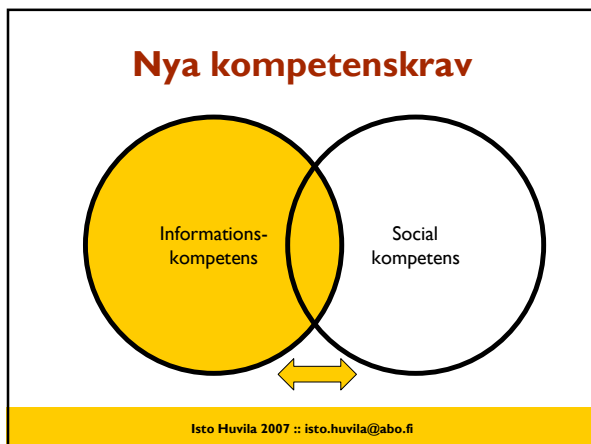 Nya kompetenskrav
Informations-
kompetens
Social
kompetens
Isto Huvila 2007 :: isto.huvila@abo.fi